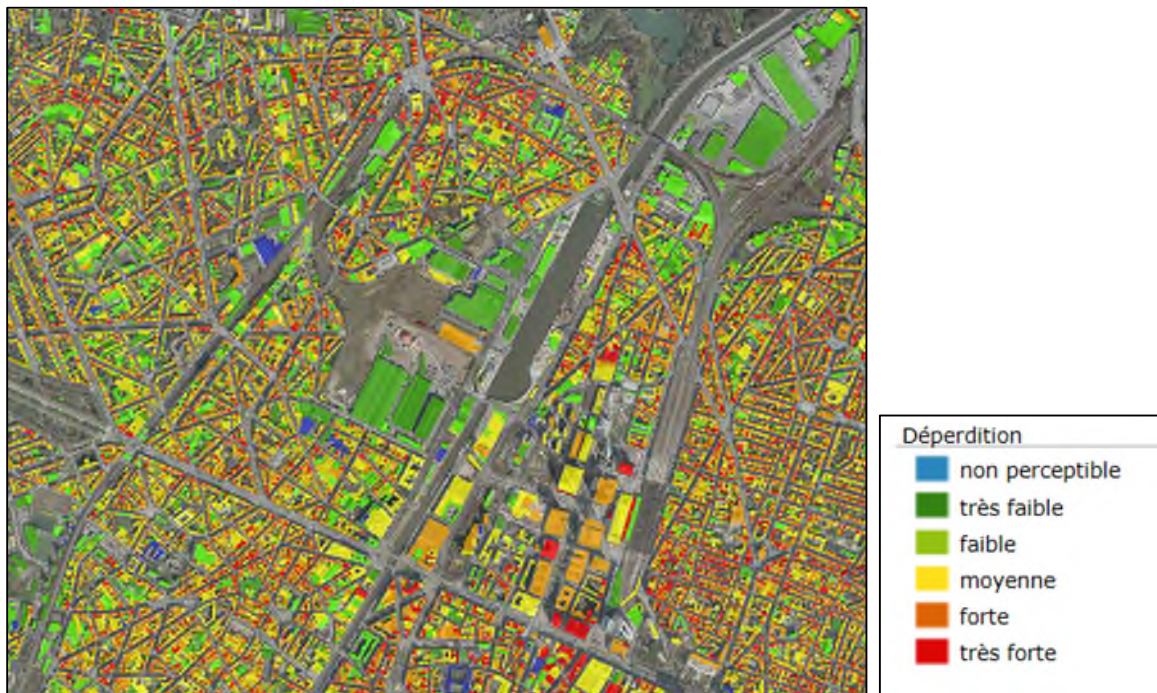 Déperdition
non perceptible
très faible
faible
moyenne
forte
très forte